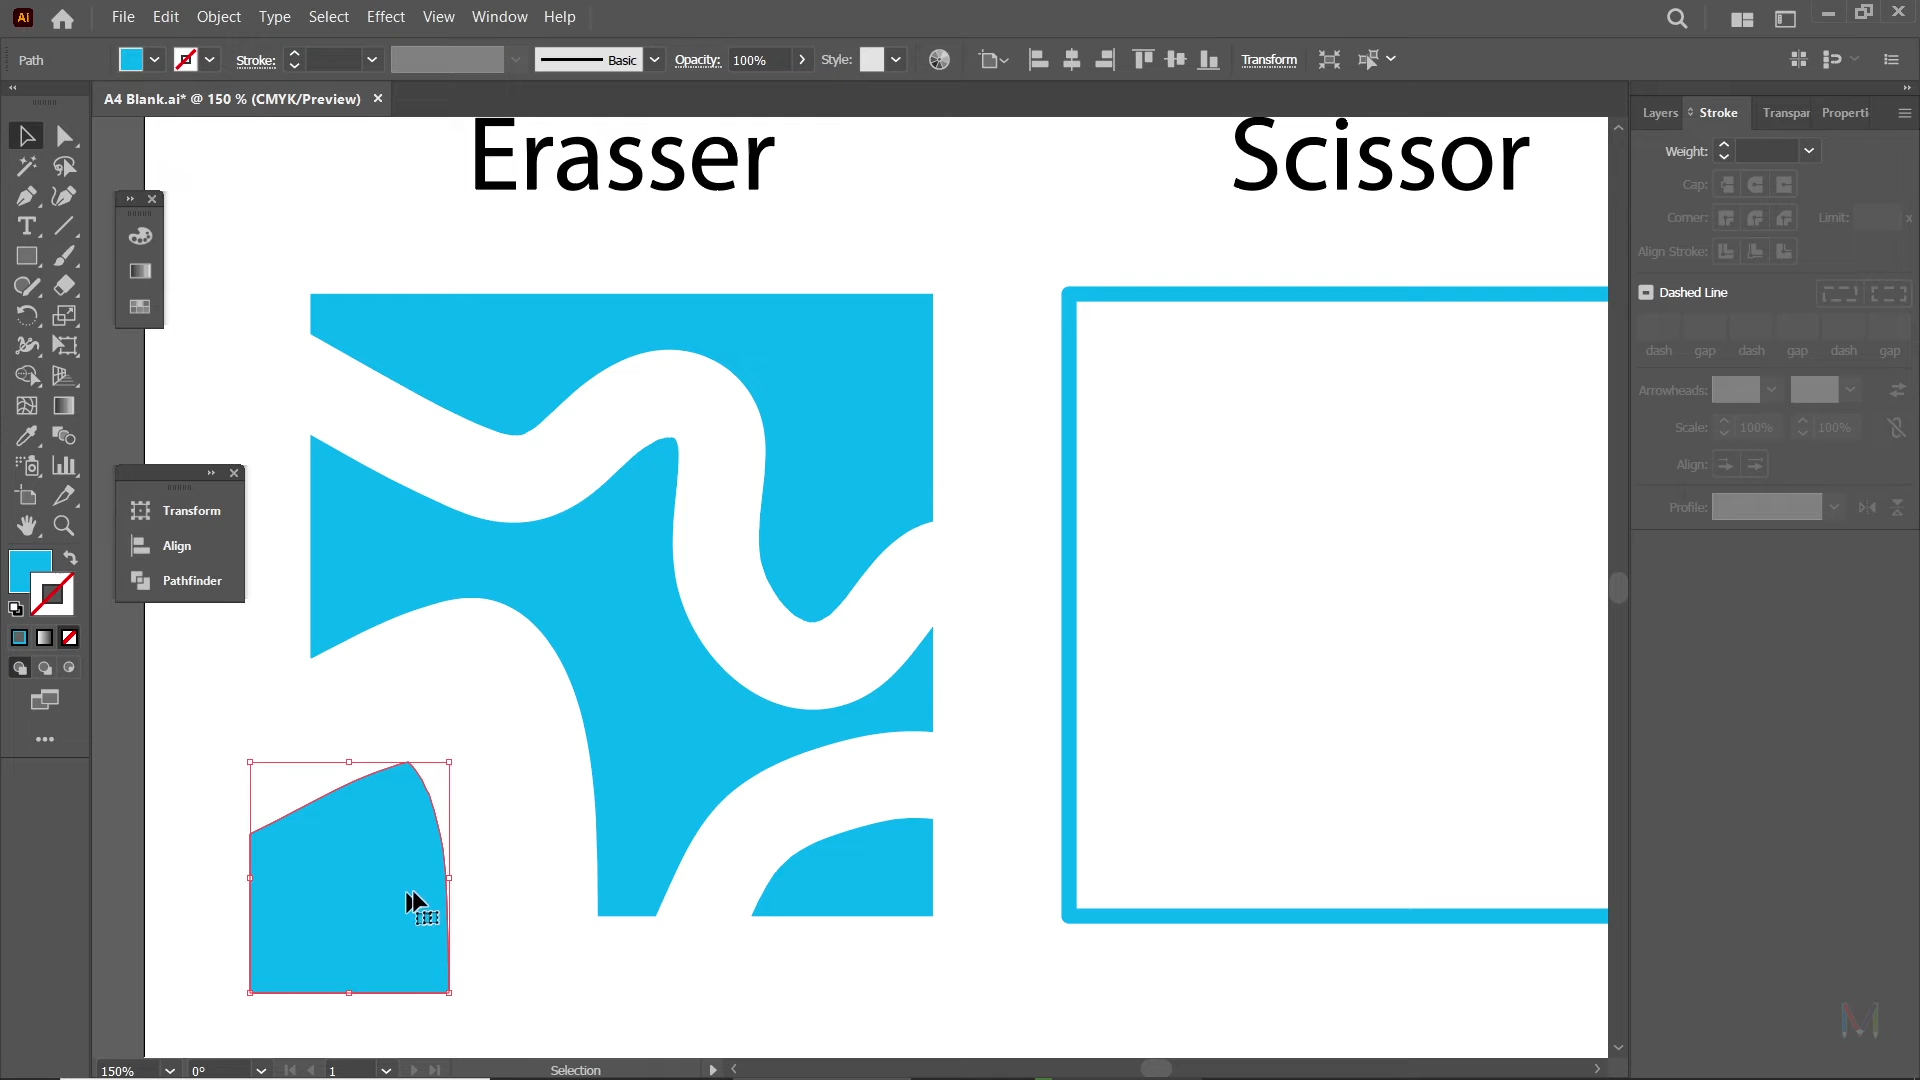 Ai File Edit Object Type Select Effect View Window Help
Path Stroke: Basic Opacity: 100% Style: Transform
A4 Blank.ai* @ 150 % (CMYK/Preview) ×
Layers Stroke Transpar Properti
Erasser Scissor
Weight:
Cap:
Corner: Limit: x
Align Stroke:
Dashed Line
dash gap dash gap dash gap
Arrowheads:
Scale: 100% 100%
Align:
Profile:
Transform
Align
Pathfinder
150% 0° 1 Selection
M